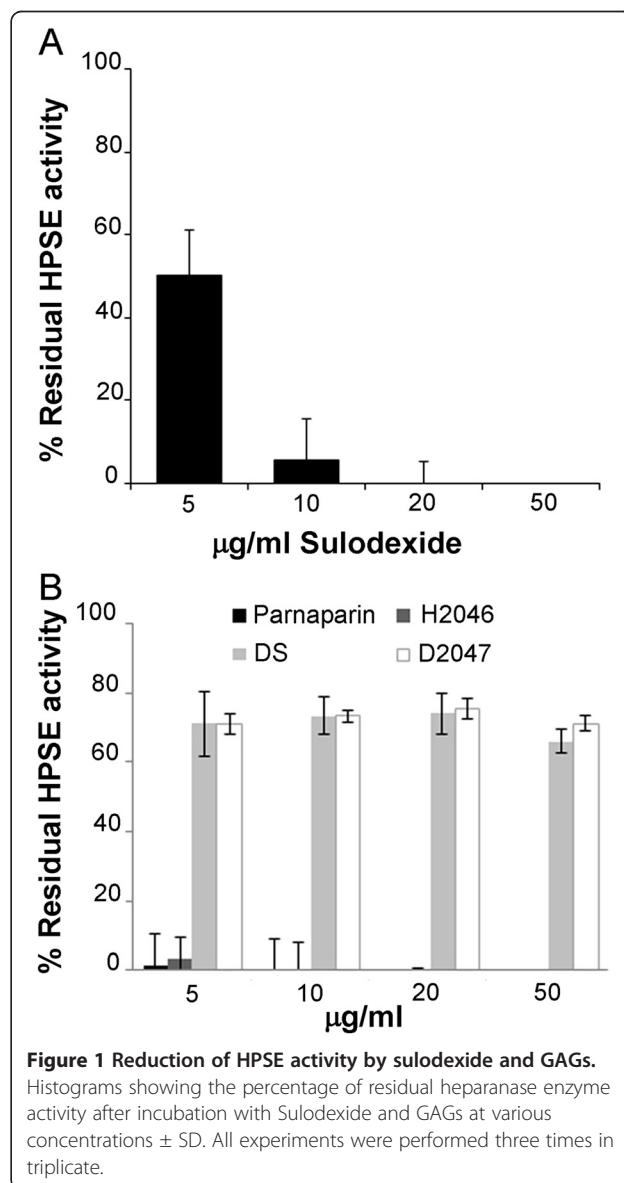 A
100
80
60
40
20
0
% Residual HPSE activity
5 10 20 50
μg/ml Sulodexide
B
100
80
60
40
20
0
% Residual HPSE activity
Parnaparin H2046
DS D2047
5 10 20 50
μg/ml
Figure 1 Reduction of HPSE activity by sulodexide and GAGs.
Histograms showing the percentage of residual heparanase enzyme
activity after incubation with Sulodexide and GAGs at various
concentrations ± SD. All experiments were performed three times in
triplicate.